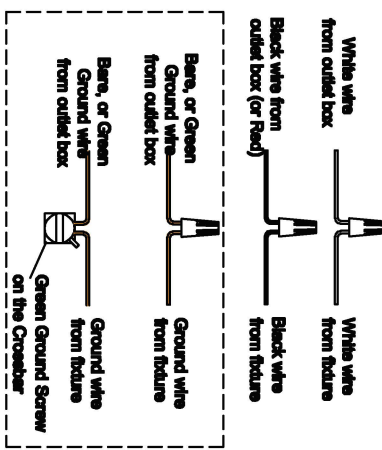 White wire
from outlet box
White wire
from fixture
Black wire from
outlet box (or Red)
Black wire
from fixture
Bare, or Green
Ground wire
from outlet box
Ground wire
from fixture
Bare, or Green
Ground wire
from outlet box
Ground wire
from fixture
Green Ground Screw
on the Crossbar